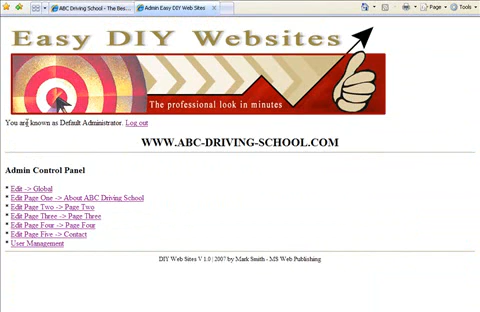 ABC Driving School - The Bes...
Admin Easy DIY Web Sites
Page
Tools
Easy DIY Websites
The professional look in minutes
You are known as Default Administrator. Log out
WWW.ABC-DRIVING-SCHOOL.COM
Admin Control Panel
* Edit -> Global
* Edit Page One -> About ABC Driving School
* Edit Page Two -> Page Two
* Edit Page Three -> Page Three
* Edit Page Four -> Page Four
* Edit Page Five -> Contact
* User Management
DIY Web Sites V 1.0 | 2007 by Mark Smith - MS Web Publishing